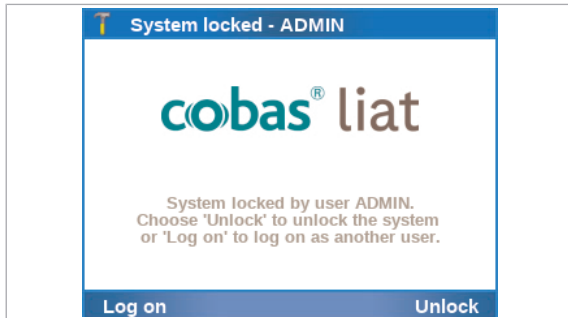 System locked - ADMIN
cobas® liat
System locked by user ADMIN.
Choose 'Unlock' to unlock the system
or 'Log on' to log on as another user.
Log on Unlock